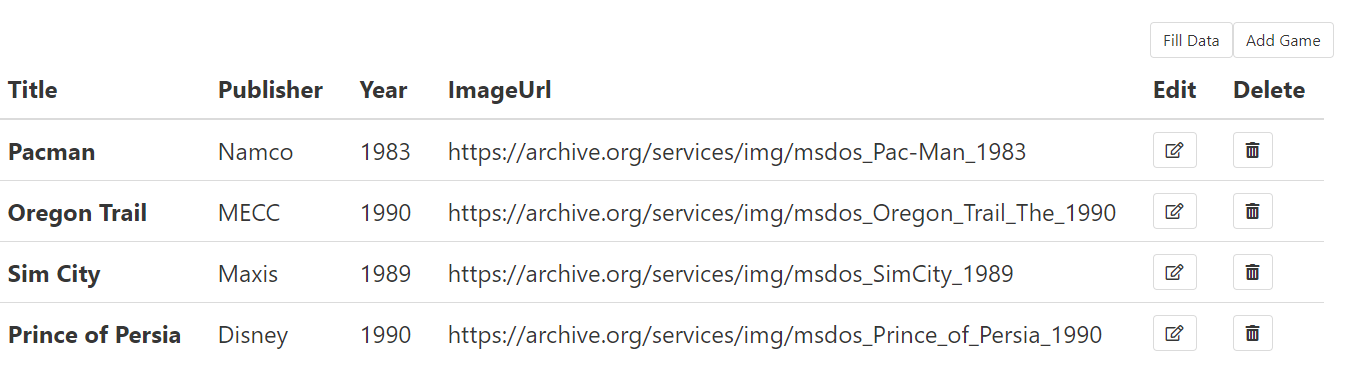 Fill Data Add Game
Title Publisher Year ImageUrl Edit Delete
Pacman Namco 1983 https://archive.org/services/img/msdos_Pac-Man_1983
Oregon Trail MECC 1990 https://archive.org/services/img/msdos_Oregon_Trail_The_1990
Sim City Maxis 1989 https://archive.org/services/img/msdos_SimCity_1989
Prince of Persia Disney 1990 https://archive.org/services/img/msdos_Prince_of_Persia_1990